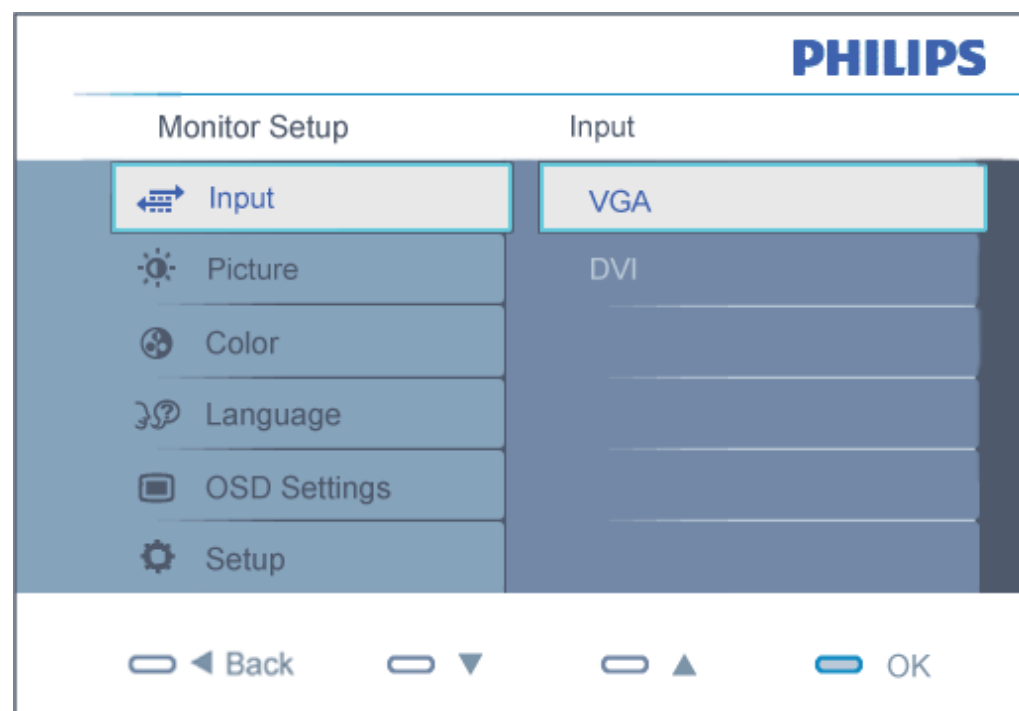 PHILIPS
Monitor Setup
Input
Input
VGA
Picture
DVI
Color
Language
OSD Settings
Setup
Back
OK